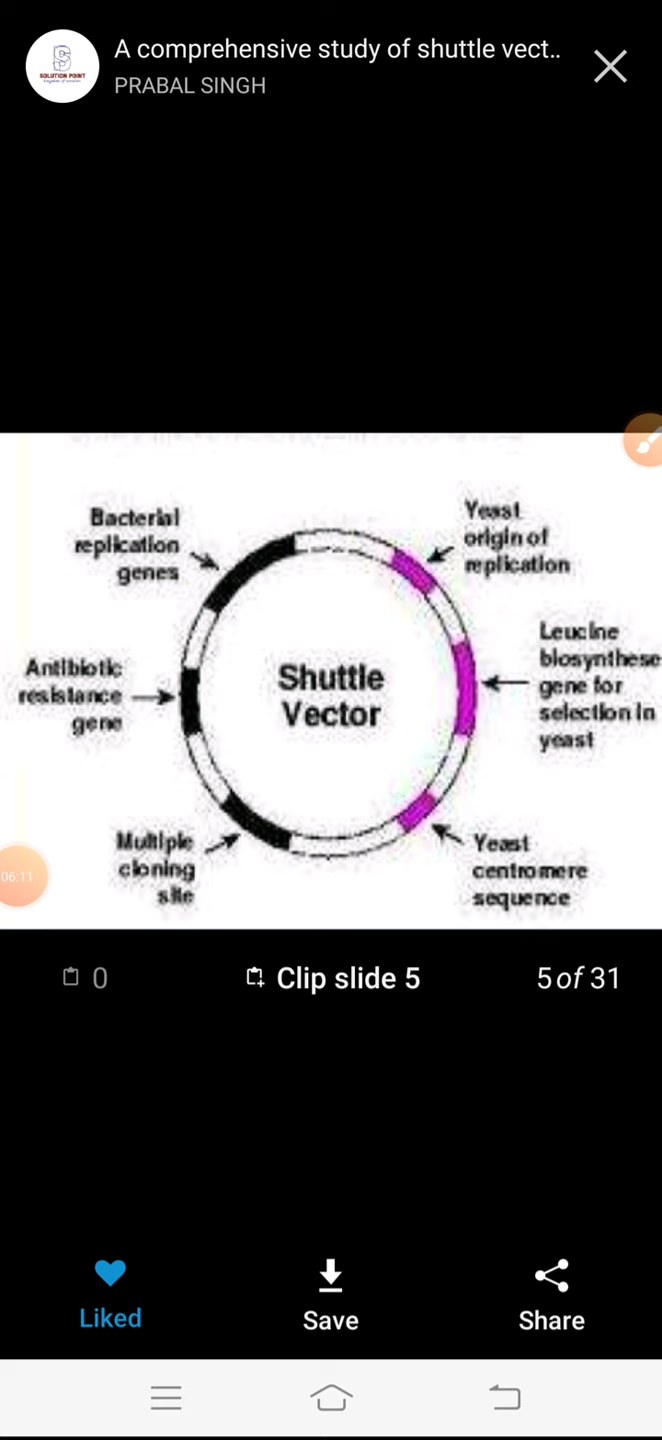 A comprehensive study of shuttle vect..
PRABAL SINGH
SOLUTION POINT
Bacterial
replication
genes
Yeast
origin of
replication
Antibiotic
resistance
gene
Shuttle
Vector
Leucine
biosynthese
gene for
selection in
yeast
Multiple
cloning
site
Yeast
centromere
sequence
06:11
0
Clip slide 5
5 of 31
Liked
Save
Share